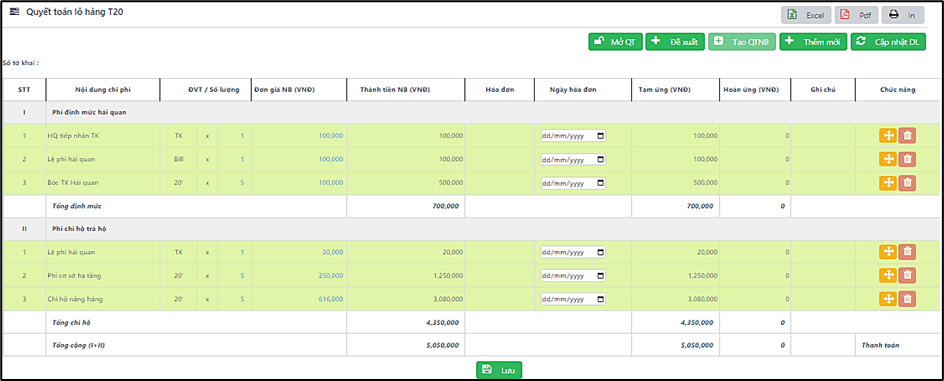 Quyết toán lô hàng T20 Excel Pdf In
Mở QT Đề xuất Tạo QTNB Thêm mới Cập nhật DL
Số tờ khai :
STT Nội dung chi phí ĐVT / Số lượng Đơn giá NB (VNĐ) Thành tiền NB (VNĐ) Hóa đơn Ngày hóa đơn Tạm ứng (VNĐ) Hoàn ứng (VNĐ) Ghi chú Chức năng
I Phí định mức hải quan
1 HQ tiếp nhận TK TK x 1 100,000 100,000 dd/mm/yyyy 100,000 0
2 Lệ phí hải quan Bill x 1 100,000 100,000 dd/mm/yyyy 100,000 0
3 Bóc TK Hải quan 20' x 5 100,000 500,000 dd/mm/yyyy 500,000 0
Tổng định mức 700,000 700,000 0
II Phí chi hộ trả hộ
1 Lệ phí hải quan TK x 1 20,000 20,000 dd/mm/yyyy 20,000 0
2 Phí cơ sở hạ tầng 20' x 5 250,000 1,250,000 dd/mm/yyyy 1,250,000 0
3 Chi hộ nâng hàng 20' x 5 616,000 3,080,000 dd/mm/yyyy 3,080,000 0
Tổng chi hộ 4,350,000 4,350,000 0
Tổng cộng (I+II) 5,050,000 5,050,000 0 Thanh toán
Lưu